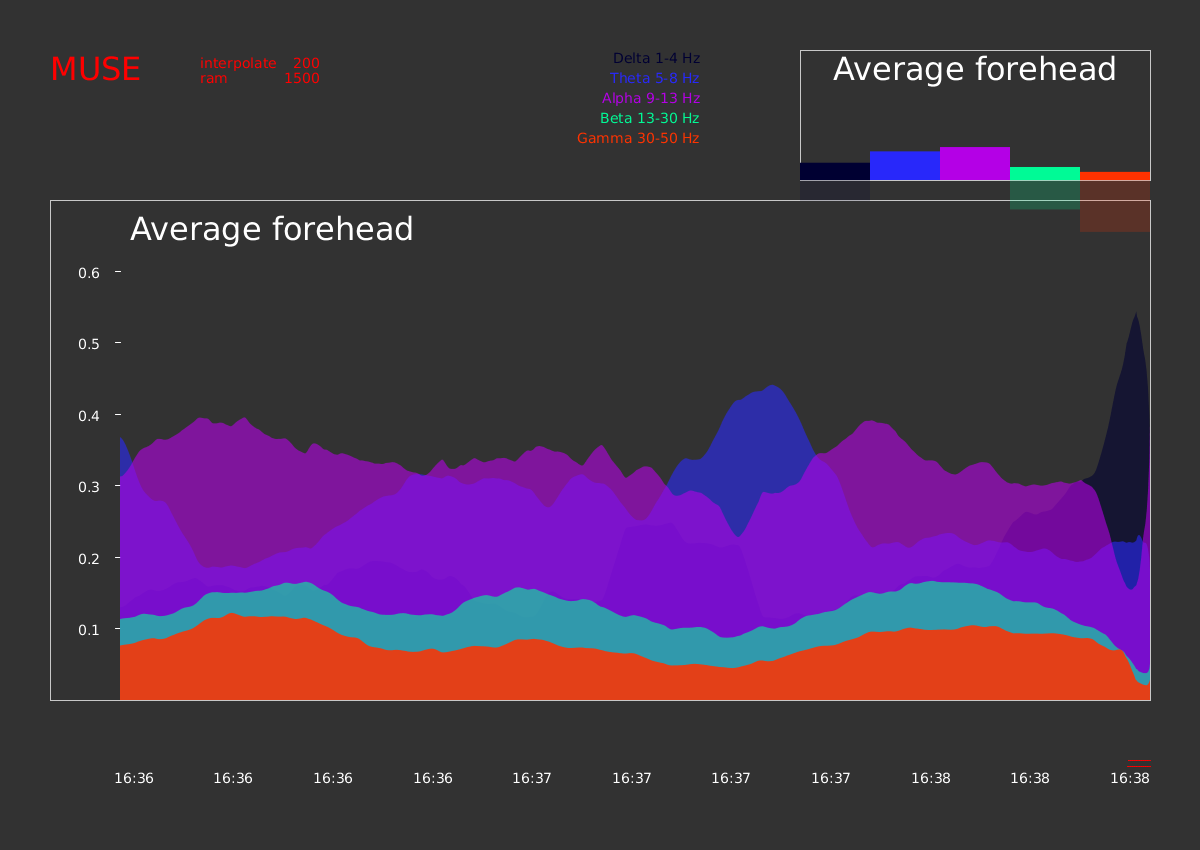 MUSE
interpolate 200
ram 1500
Delta 1-4 Hz
Theta 5-8 Hz
Alpha 9-13 Hz
Beta 13-30 Hz
Gamma 30-50 Hz
Average forehead
Average forehead
0.6
0.5
0.4
0.3
0.2
0.1
16:36 16:36 16:36 16:36 16:37 16:37 16:37 16:37 16:38 16:38 16:38